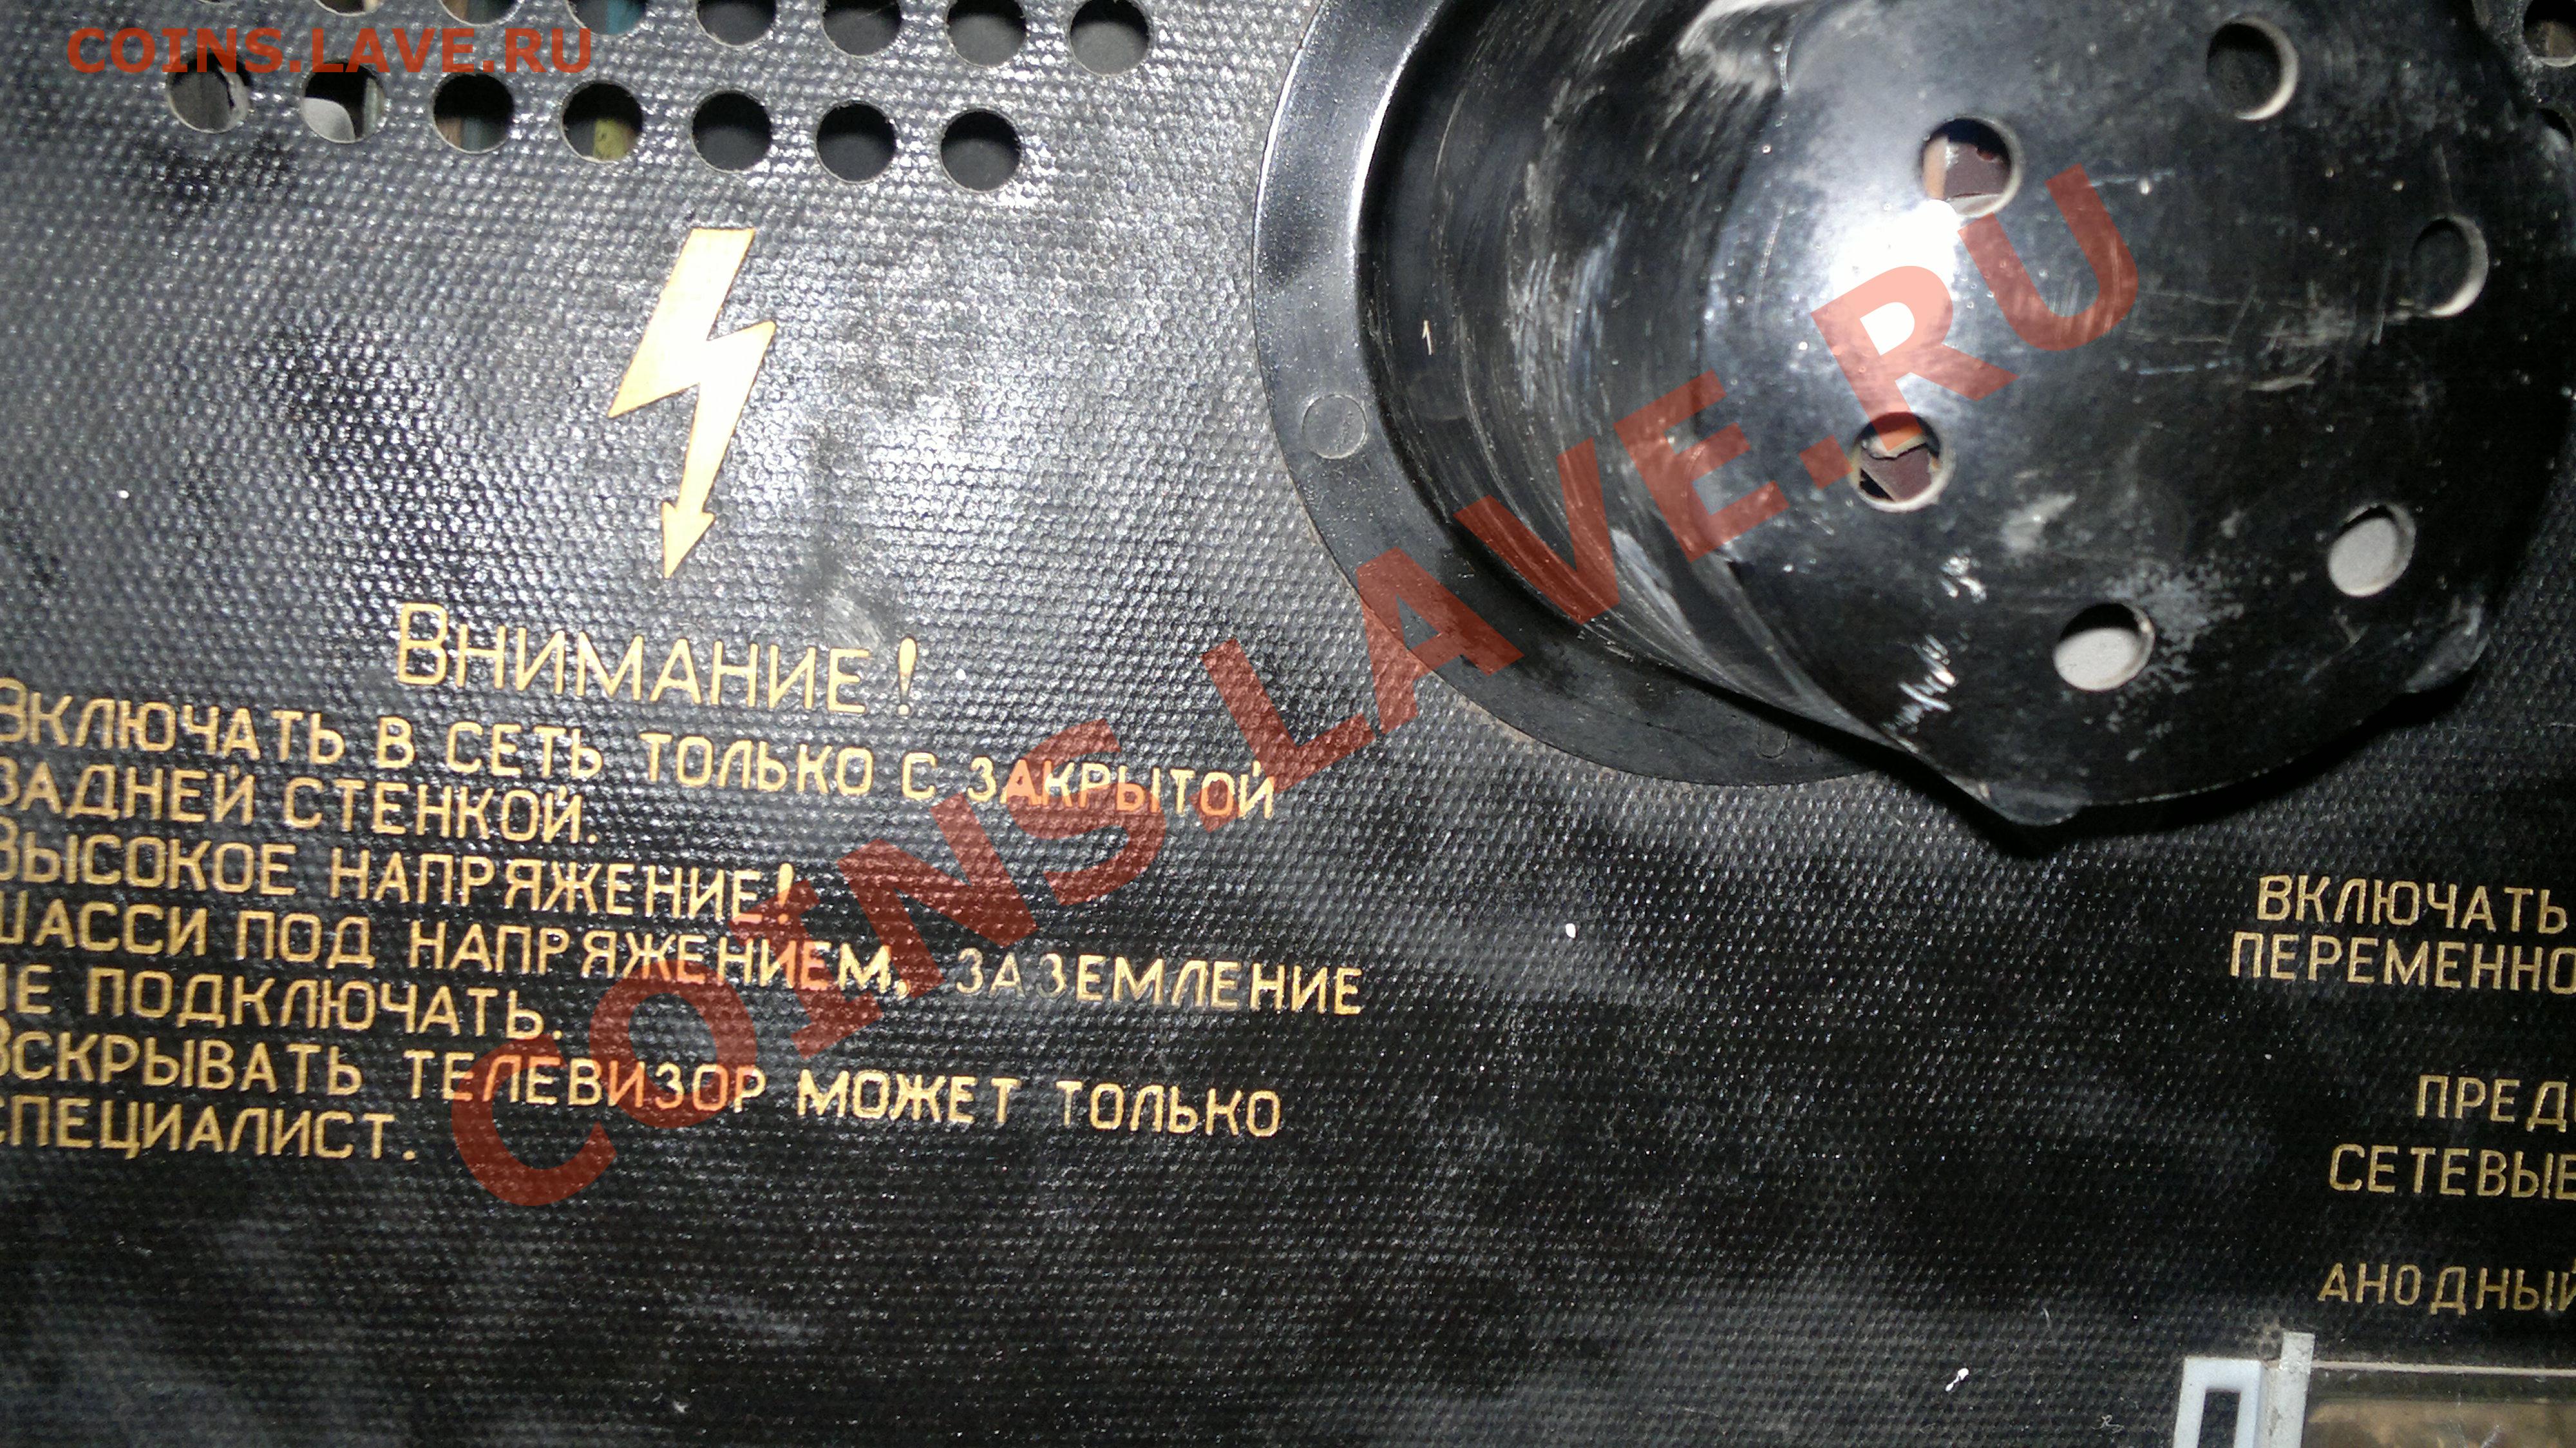 COINS.LAVE.RU
ВНИМАНИЕ!
ВКЛЮЧАТЬ В СЕТЬ ТОЛЬКО С ЗАКРЫТОЙ
ЗАДНЕЙ СТЕНКОЙ.
ВЫСОКОЕ НАПРЯЖЕНИЕ!
ШАССИ ПОД НАПРЯЖЕНИЕМ, ЗАЗЕМЛЕНИЕ
НЕ ПОДКЛЮЧАТЬ.
ВСКРЫВАТЬ ТЕЛЕВИЗОР МОЖЕТ ТОЛЬКО
СПЕЦИАЛИСТ.
ВКЛЮЧАТЬ
ПЕРЕМЕННО
ПРЕД
СЕТЕВЫЕ
АНОДНЫЙ
COINS.LAVE.RU